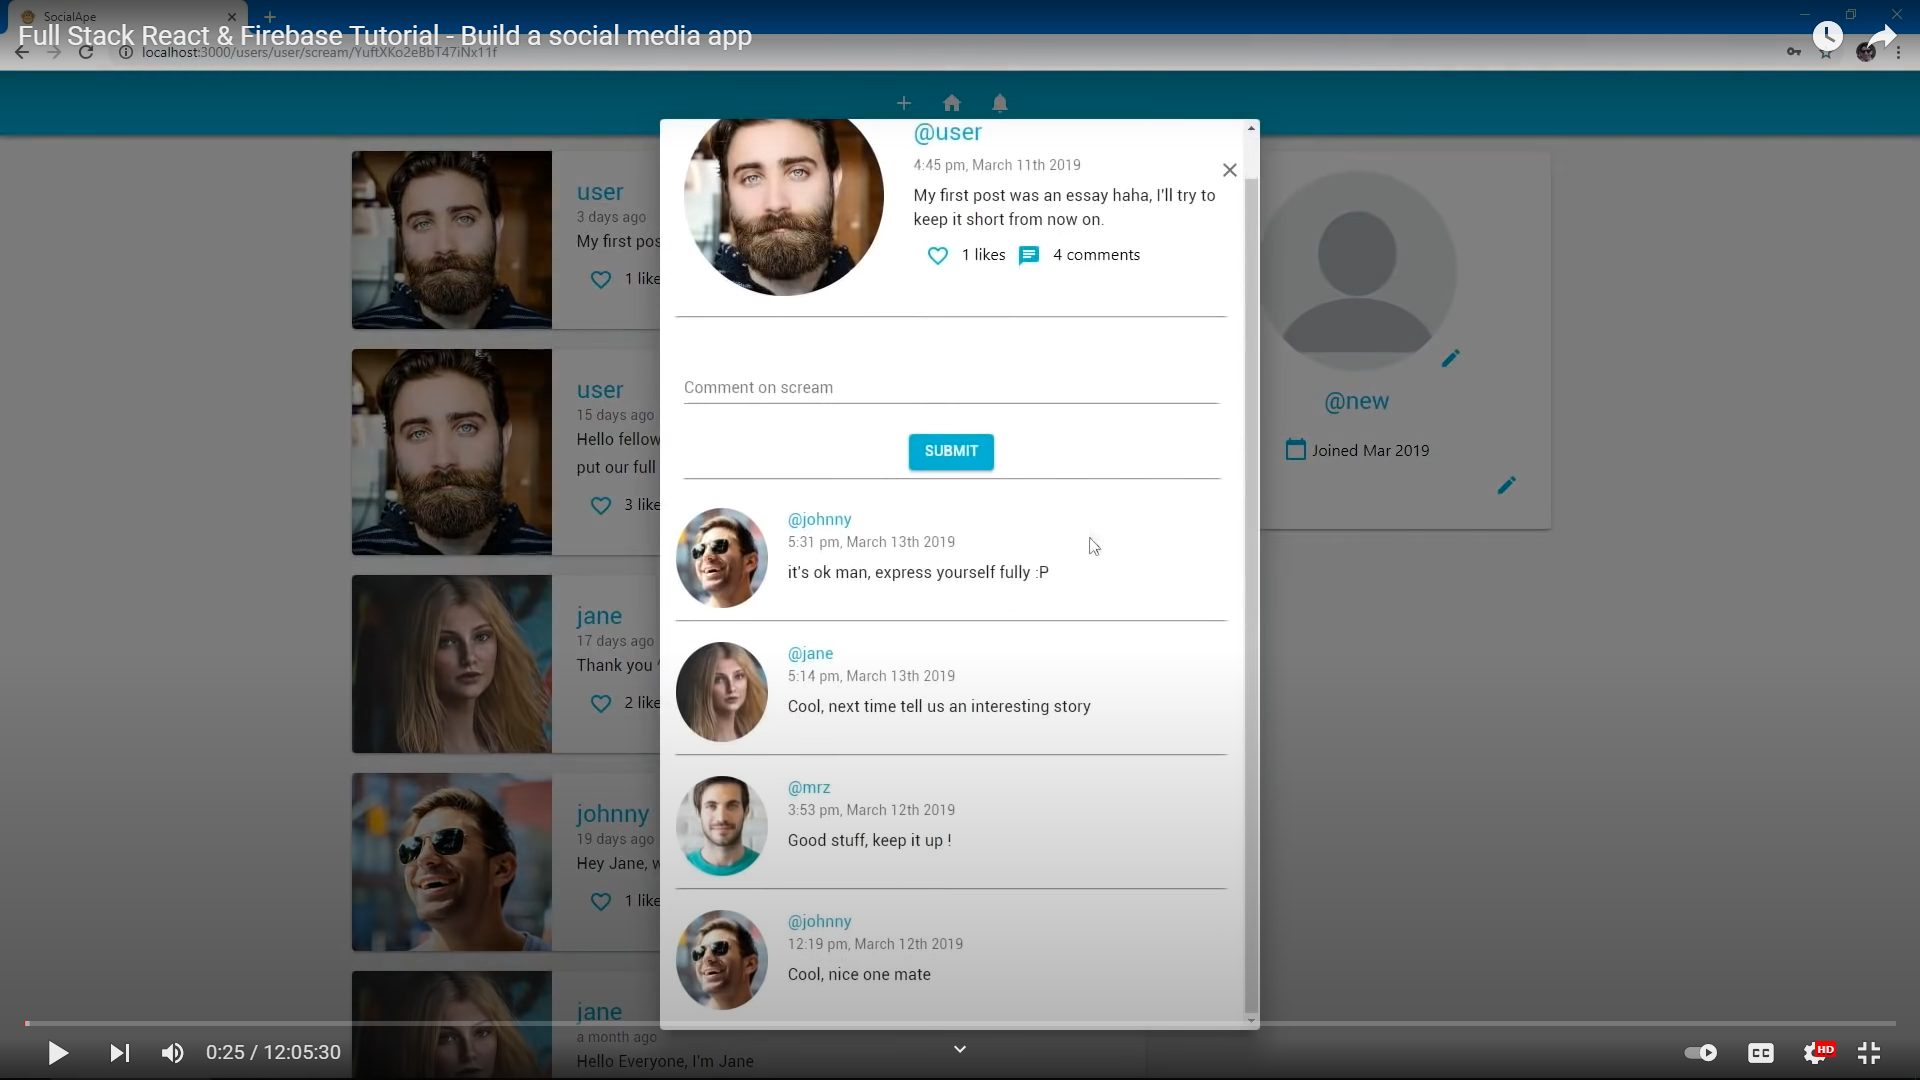 SocialApe
Full Stack React & Firebase Tutorial - Build a social media app
localhost:3000/users/user/scream/YuftXKo2eBbT47iNx11f
@user
4:45 pm, March 11th 2019
My first post was an essay haha, I'll try to
keep it short from now on.
1 likes
4 comments
Comment on scream
SUBMIT
@johnny
5:31 pm, March 13th 2019
it's ok man, express yourself fully :P
@jane
5:14 pm, March 13th 2019
Cool, next time tell us an interesting story
@mrz
3:53 pm, March 12th 2019
Good stuff, keep it up !
@johnny
12:19 pm, March 12th 2019
Cool, nice one mate
user
3 days ago
My first pos
1 like
user
15 days ago
Hello fellow
put our full
3 like
jane
17 days ago
Thank you
2 like
johnny
19 days ago
Hey Jane, w
1 like
jane
a month ago
Hello Everyone, I'm Jane
@new
Joined Mar 2019
0:25 / 12:05:30
CC
HD